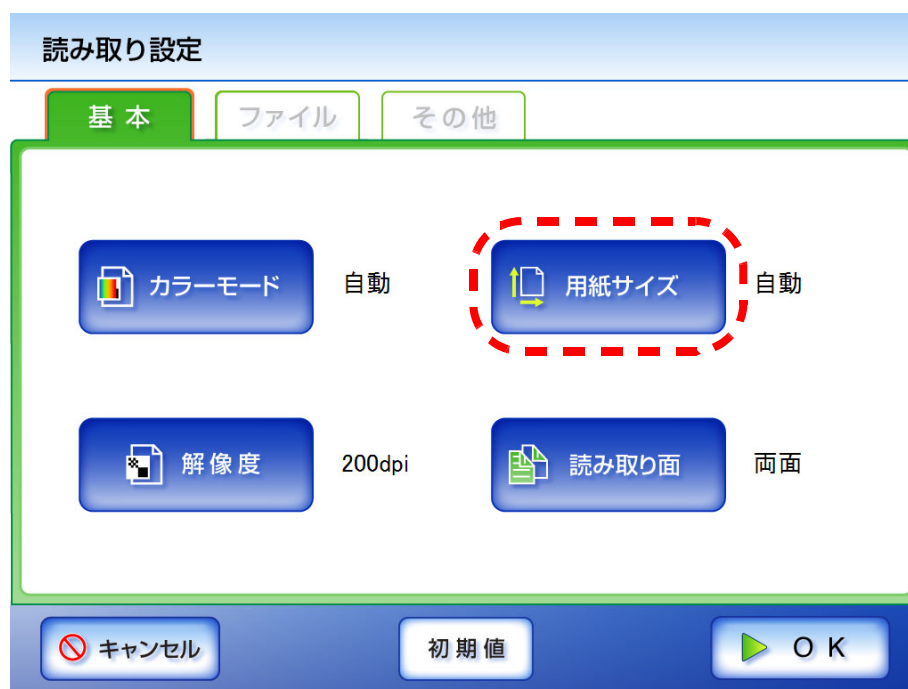 読み取り設定
基本 ファイル その他
カラーモード 自動 用紙サイズ 自動
解像度 200dpi 読み取り面 両面
キャンセル 初期値 OK